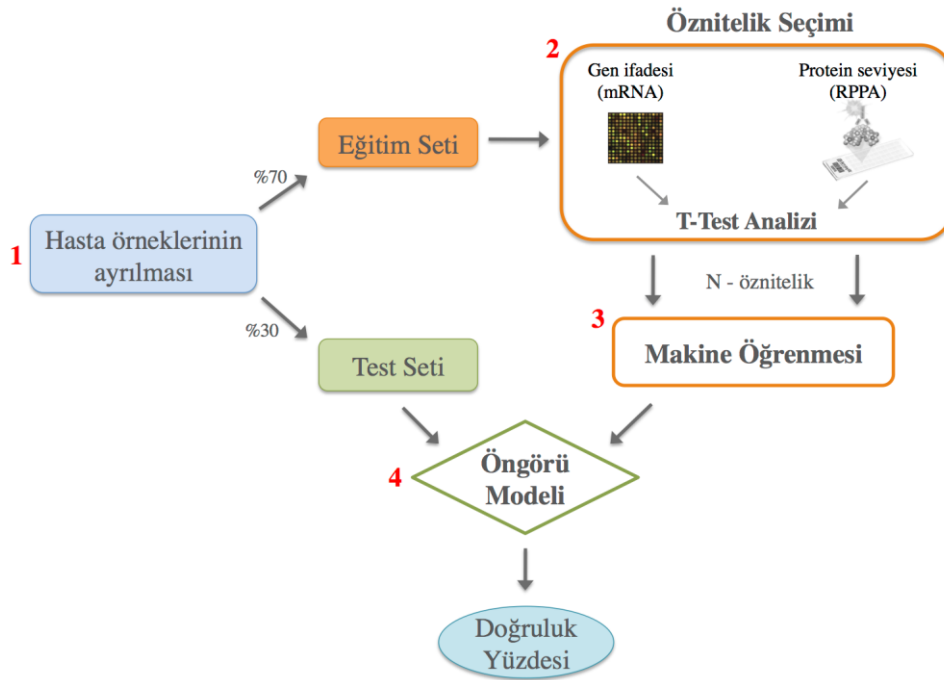 Öznitelik Seçimi
2
Gen ifadesi
(mRNA)
Protein seviyesi
(RPPA)
T-Test Analizi
Eğitim Seti
%70
1
Hasta örneklerinin
ayrılması
%30
Test Seti
N - öznitelik
3
Makine Öğrenmesi
4
Öngörü
Modeli
Doğruluk
Yüzdesi